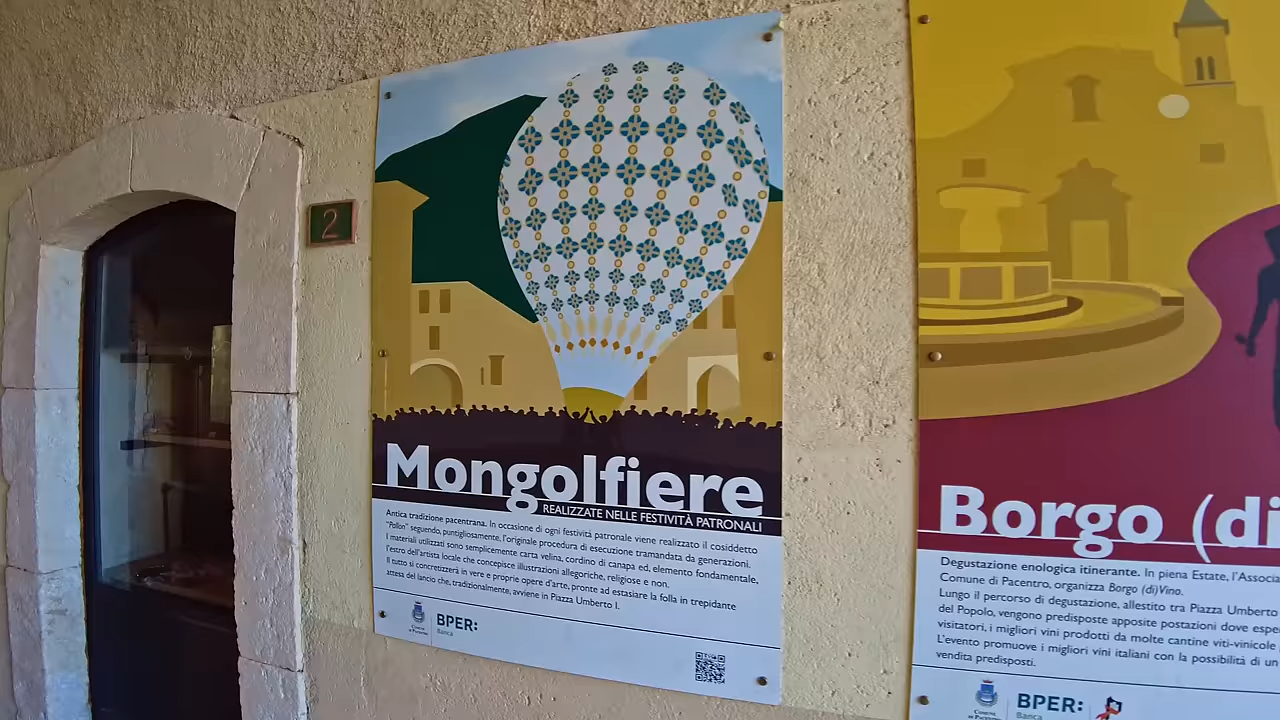 2
Mongolfiere
REALIZZATE NELLE FESTIVITÀ PATRONALI
Antica tradizione pacentrana. In occasione di ogni festività patronale viene realizzato il cosiddetto
“Pallon” seguendo, puntigliosamente, l’originale procedura di esecuzione tramandata da generazioni.
I materiali utilizzati sono semplicemente carta velina, cordino di canapa ed, elemento fondamentale,
l’estro dell’artista locale che concepisce illustrazioni allegoriche, religiose e non.
Il tutto si concretizzerà in vere e proprie opere d’arte, pronte ad estasiare la folla in trepidante
attesa del lancio che, tradizionalmente, avviene in Piazza Umberto I.
COMUNE
DI PACENTRO
BPER:
Banca
Borgo (di
Degustazione enologica itinerante. In piena Estate, l’Associa
Comune di Pacentro, organizza Borgo (di)Vino.
Lungo il percorso di degustazione, allestito tra Piazza Umberto
del Popolo, vengono predisposte apposite postazioni dove espe
visitatori, i migliori vini prodotti da molte cantine viti-vinicole
L’evento promuove i migliori vini italiani con la possibilità di un
vendita predisposti.
COMUNE
DI PACENTRO
BPER:
Banca